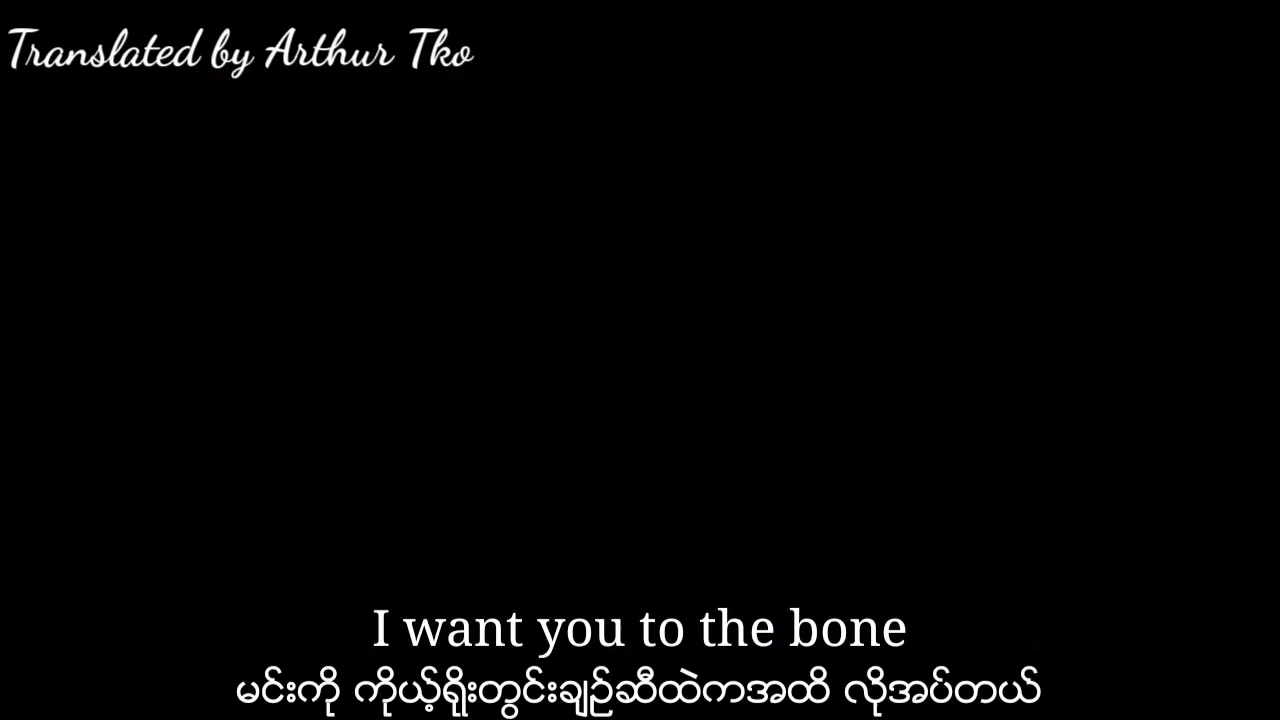 Translated by Arthur Tko
I want you to the bone
မင်းကို ကိုယ့်ရိုးတွင်းချဉ်ဆီထဲကအထိ လိုအပ်တယ်